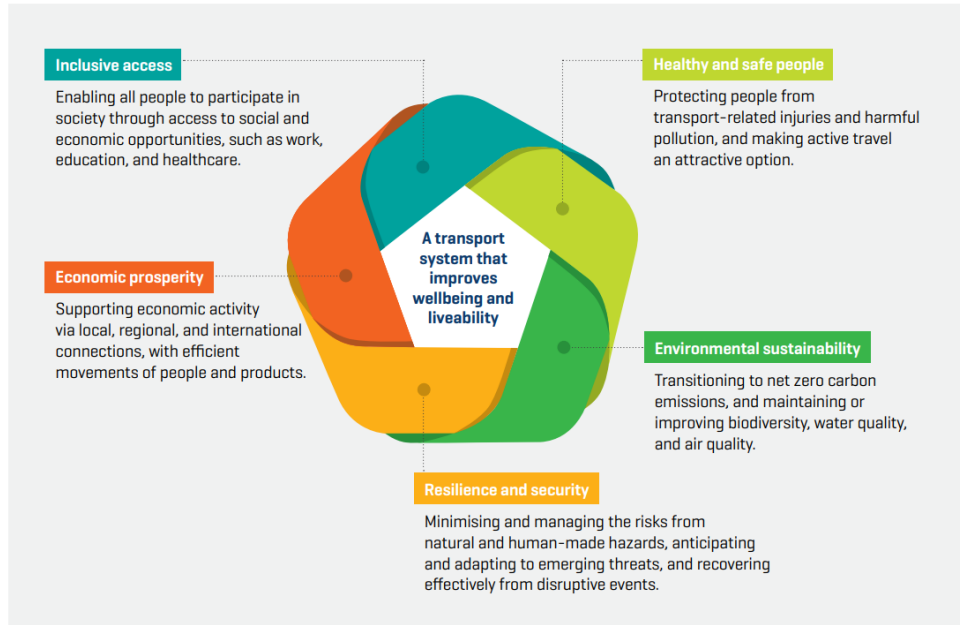 Inclusive access
Enabling all people to participate in
society through access to social and
economic opportunities, such as work,
education, and healthcare.
Healthy and safe people
Protecting people from
transport-related injuries and harmful
pollution, and making active travel
an attractive option.
A transport
system that
improves
wellbeing and
liveability
Economic prosperity
Supporting economic activity
via local, regional, and international
connections, with efficient
movements of people and products.
Environmental sustainability
Transitioning to net zero carbon
emissions, and maintaining or
improving biodiversity, water quality,
and air quality.
Resilience and security
Minimising and managing the risks from
natural and human-made hazards, anticipating
and adapting to emerging threats, and recovering
effectively from disruptive events.